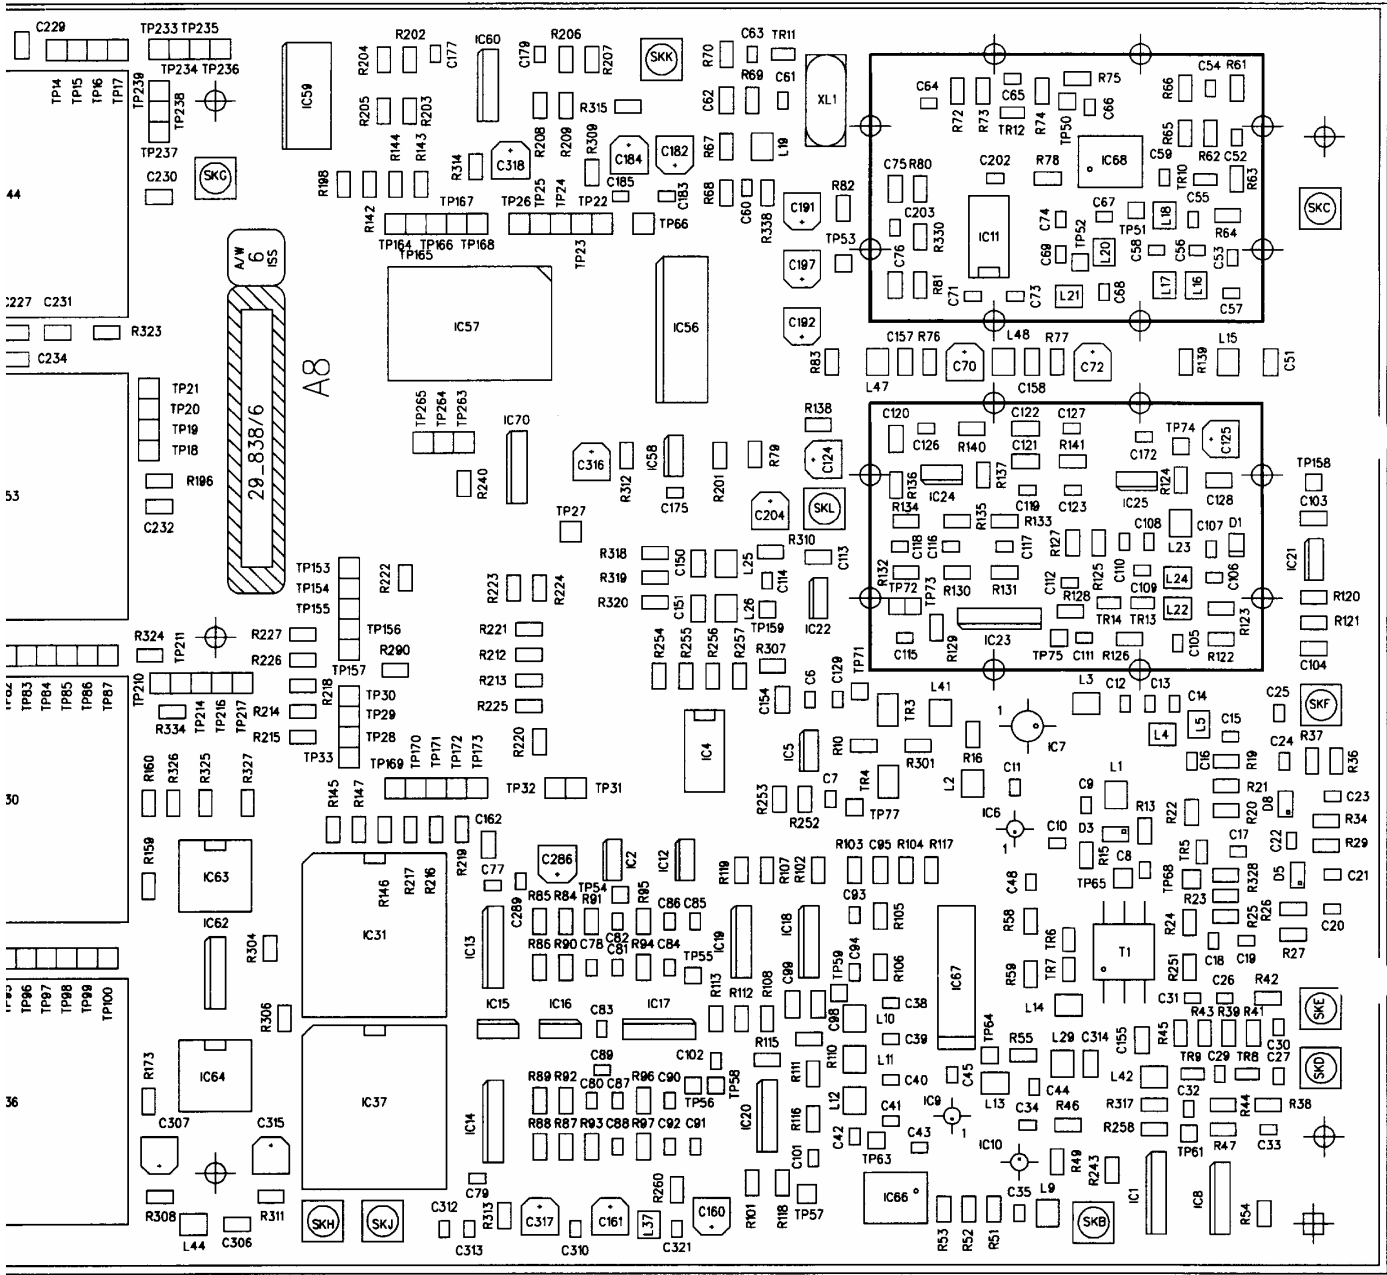 C229 TP233 TP235 R202 IC60 R206 C63 TR11 C54 R61
TP234 TP236 R204 C177 C179 R207 SKK R70 R69 C61 R75 R66
TP14 TP15 TP16 TP17 TP239 TP238 IC59 R205 R203 R315 C62 XL1 C64 R72 R73 C65 TR12 R74 TP50 C66
TP237 R144 R143 R314 C318 R208 R209 R309 C184 C182 R67 L19 IC68 R65 R62 C52
C230 SKG R198 R142 C185 C183 R68 C60 R338 C75 R80 C202 R78 C59 TR10 R63
44 TP167 TP26 TP25 TP24 TP22 TP66 C191 R82 C203 R330 C74 C67 TP51 L18 C55 R64 SKC
TP164 TP166 TP168 TP165 TP23 TP53 C76 IC11 C69 TP52 L20 C58 C56 C53
A/W 6 ISS C197 R81 C71 C73 L21 C68 L17 L16 C57
C227 C231 R323 IC57 IC56 C192
C234 R83 L47 C157 R76 C70 L48 C158 R77 C72 R139 L15 C51
A8
29_838/6
TP21 TP20 TP19 TP18 TP265 TP264 TP263 IC70 R138 C120 C126 R140 C122 C121 C127 R141 C172 TP74 C125
R196 R240 C316 R312 IC58 C175 R201 R79 C124 R136 IC24 R137 C119 C123 IC25 R124 C128 TP158
53 C232 TP27 C204 SKL R134 R135 R133 C103
R310 C118 C116 C117 R127 C108 L23 C107 D1 IC21
TP153 TP154 TP155 R222 R223 R224 R318 R319 R320 C150 C151 L25 L26 C114 C113 TP159 IC22 R132 TP72 TP73 R130 R131 C112 R125 C110 C109 L24 C106 R120
R128 TR14 TR13 L22 R123 R121
R324 TP211 R227 TP156 R221 R254 R255 R256 R257 R307 C115 R129 IC23 TP75 C111 R126 C105 R122 C104
R226 TP157 R290 R212
TP82 TP83 TP84 TP85 TP86 TP87 TP210 R218 TP30 R213 C154 C6 C129 TP71 L41 L3 C12 C13 C14 C25 SKF
R334 TP214 TP216 TP217 R214 TP29 R225 TR3 1 IC7 L4 L5 C15 R37
R215 TP28 R220 IC4 IC5 R10 R301 R16 C16 R19 C24 R36
TP33 TP169 TP170 TP171 TP172 TP173 TP32 TP31 TR4 L2 C11 L1 R21
30 R160 R326 R325 R327 R145 R147 R253 R252 C7 TP77 IC6 1 C9 D3 R13 R22 R20 D8 C23 R34
R159 C162 C10 R15 C8 TR5 C17 C22 R29
IC63 R146 R217 R216 R219 C77 C289 C286 IC2 IC12 R119 R107 R102 R103 C95 R104 R117 C48 TP65 TP68 R328 D5 C21
R85 R84 R91 TP54 R95 C93 R23
IC62 R304 IC31 IC13 C82 C86 C85 IC19 IC18 R105 IC67 R58 TR6 T1 R24 R25 R26 C20
R86 R90 C78 C81 R94 C84 TP55 C94 R106 R59 TR7 C18 C19 R27
TP95 TP96 TP97 TP98 TP99 TP100 R306 IC15 IC16 C83 IC17 R113 R112 R108 C99 TP59 C98 C38 L10 L14 R251 C31 C26 R42 SKE
R173 IC64 IC37 C89 C102 R115 R111 R110 L11 C39 TP64 R55 L29 C314 C155 R45 R43 R39 R41 C30
36 IC14 R89 R92 C80 C87 R96 C90 TP56 TP58 IC20 L12 C40 C45 L13 C44 L42 TR9 C29 TR8 C27 SKD
C307 C315 R88 R87 R93 C88 R97 C92 C91 R116 C42 C41 IC9 1 C34 R46 R317 C32 R44 R38
C101 TP63 C43 IC10 1 R49 R243 R258 TP61 R47 C33
R308 R311 SKH SKJ C79 R260 R101 R118 TP57 IC66 R53 R52 R51 C35 L9 SKB IC1 IC8 R54
L44 C306 C312 C313 R313 C317 C310 C161 L37 C321 C160